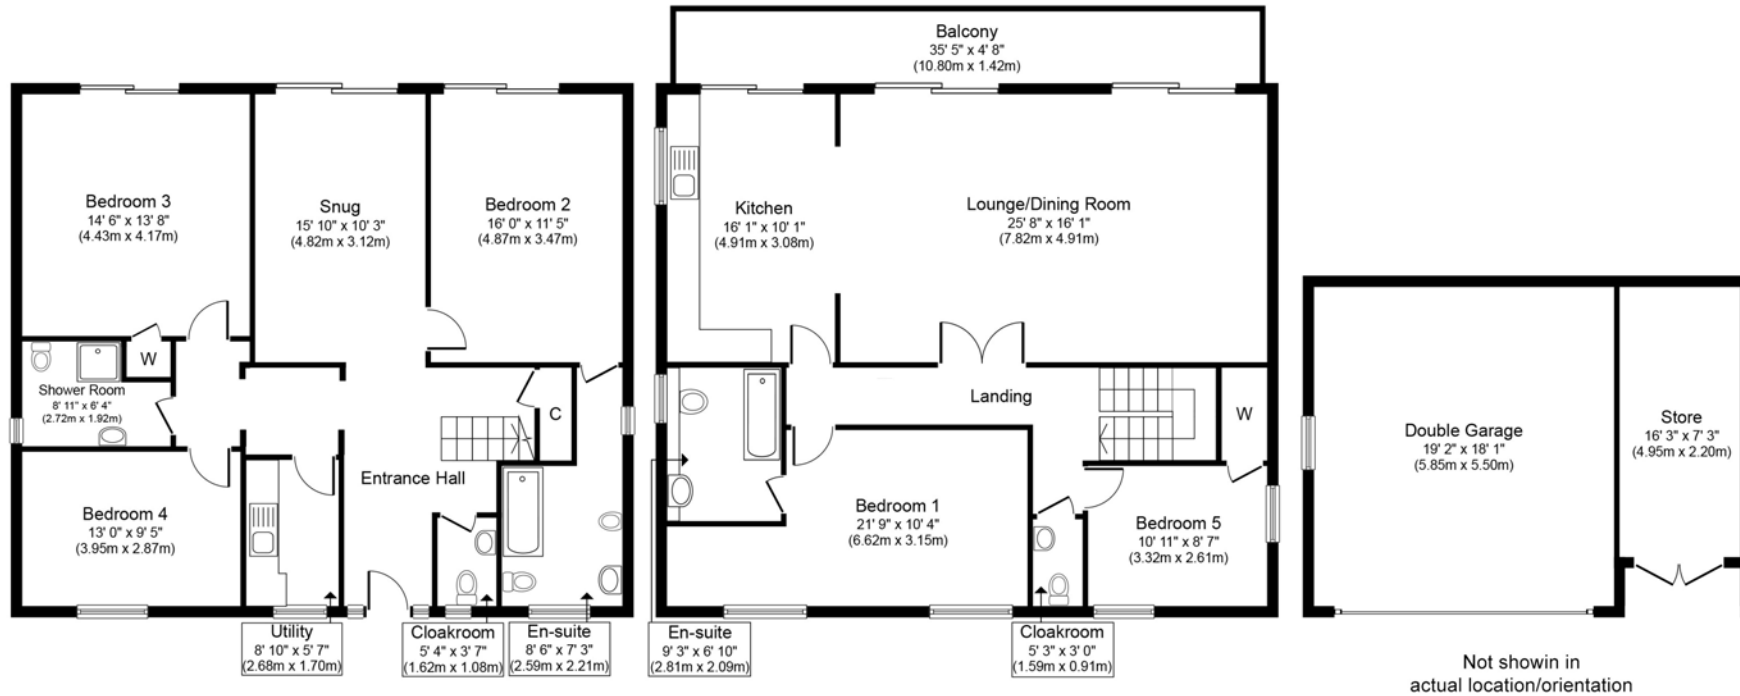 Balcony
35' 5" x 4' 8"
(10.80m x 1.42m)
Bedroom 3
14' 6" x 13' 8"
(4.43m x 4.17m)
Snug
15' 10" x 10' 3"
(4.82m x 3.12m)
Bedroom 2
16' 0" x 11' 5"
(4.87m x 3.47m)
Kitchen
16' 1" x 10' 1"
(4.91m x 3.08m)
Lounge/Dining Room
25' 8" x 16' 1"
(7.82m x 4.91m)
W
Shower Room
8' 11" x 6' 4"
(2.72m x 1.92m)
C
Landing
W
Double Garage
19' 2" x 18' 1"
(5.85m x 5.50m)
Store
16' 3" x 7' 3"
(4.95m x 2.20m)
Entrance Hall
Bedroom 4
13' 0" x 9' 5"
(3.95m x 2.87m)
Bedroom 1
21' 9" x 10' 4"
(6.62m x 3.15m)
Bedroom 5
10' 11" x 8' 7"
(3.32m x 2.61m)
Utility
8' 10" x 5' 7"
(2.68m x 1.70m)
Cloakroom
5' 4" x 3' 7"
(1.62m x 1.08m)
En-suite
8' 6" x 7' 3"
(2.59m x 2.21m)
En-suite
9' 3" x 6' 10"
(2.81m x 2.09m)
Cloakroom
5' 3" x 3' 0"
(1.59m x 0.91m)
Not showin in
actual location/orientation